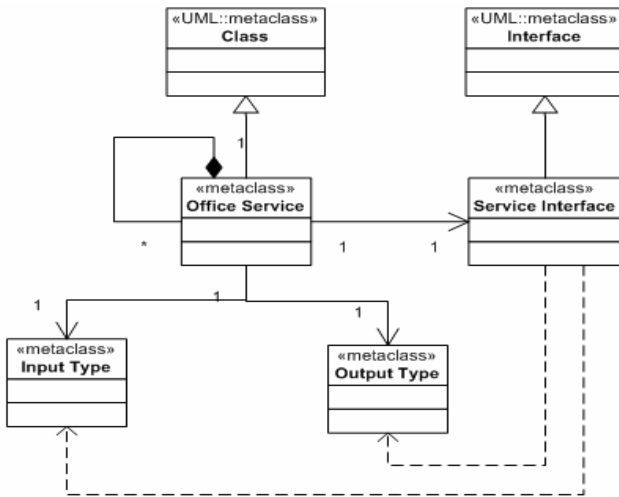 «UML::metaclass»
Class
«UML::metaclass»
Interface
1
«metaclass»
Office Service
«metaclass»
Service Interface
*
1
1
1
1
1
«metaclass»
Input Type
«metaclass»
Output Type